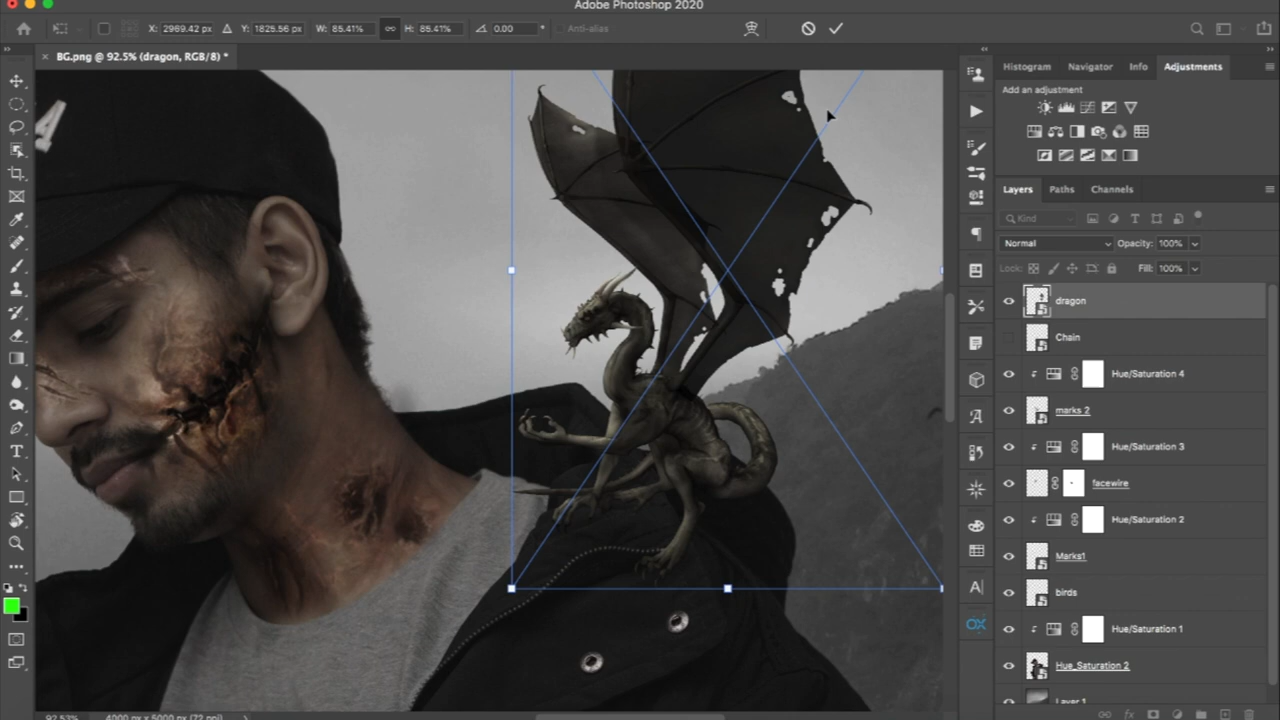 Adobe Photoshop 2020
X: 2969.42 px Y: 1825.56 px W: 85.41% H: 85.41% 0.00 ° Anti-alias
BG.png @ 92.5% (dragon, RGB/8) *
Histogram Navigator Info Adjustments
Add an adjustment
Layers Paths Channels
Kind
Normal Opacity: 100%
Lock: Fill: 100%
dragon
Chain
Hue/Saturation 4
marks 2
Hue/Saturation 3
facewire
Hue/Saturation 2
Marks1
birds
Hue/Saturation 1
Hue_Saturation 2
Layer 1
92.53% 4000 px x 5000 px (72 ppi)